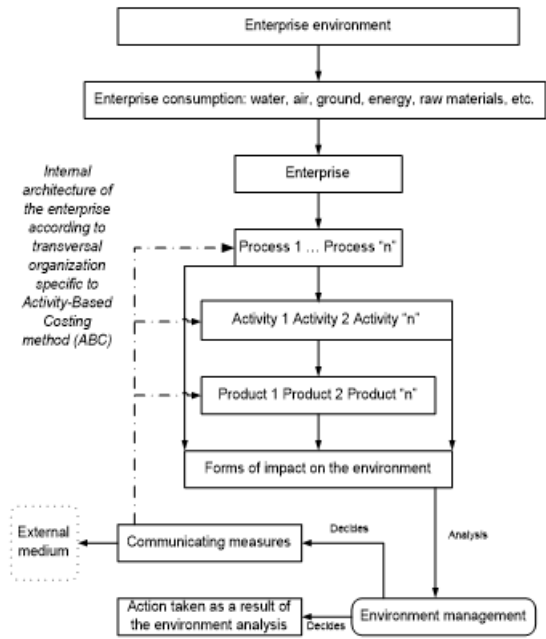 Enterprise environment
Enterprise consumption: water, air, ground, energy, raw materials, etc.
Enterprise
Internal
architecture of
the enterprise
according to
transversal
organization
specific to
Activity-Based
Costing
method (ABC)
Process 1 ... Process "n"
Activity 1 Activity 2 Activity "n"
Product 1 Product 2 Product "n"
Forms of impact on the environment
Decides
Analysis
External
medium
Communicating measures
Action taken as a result of
the environment analysis
Decides
Environment management